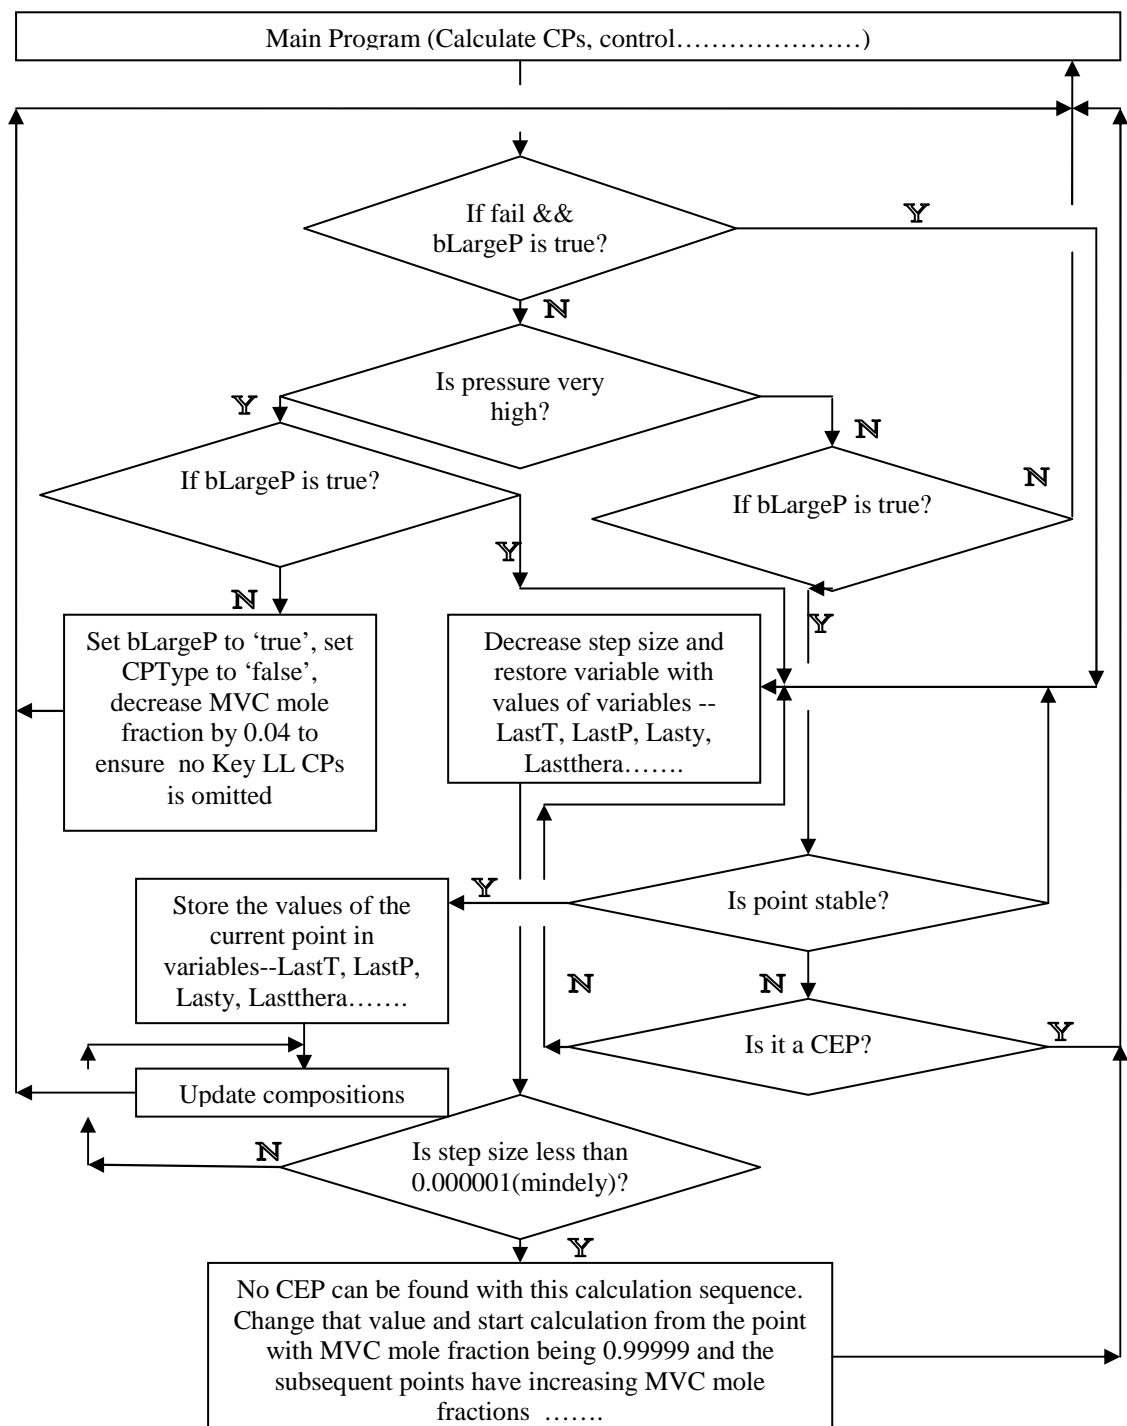 Main Program (Calculate CPs, control…………………)
If fail &&
bLargeP is true?
Y
N
Is pressure very
high?
Y
N
If bLargeP is true?
If bLargeP is true?
N
Y
N
Y
Set bLargeP to ‘true’, set
CPType to ‘false’,
decrease MVC mole
fraction by 0.04 to
ensure no Key LL CPs
is omitted
Decrease step size and
restore variable with
values of variables --
LastT, LastP, Lasty,
Lastthera…….
Y
Is point stable?
Store the values of the
current point in
variables--LastT, LastP,
Lasty, Lastthera…….
N
N
Is it a CEP?
Y
Update compositions
N
Is step size less than
0.000001(mindely)?
Y
No CEP can be found with this calculation sequence.
Change that value and start calculation from the point
with MVC mole fraction being 0.99999 and the
subsequent points have increasing MVC mole
fractions …….